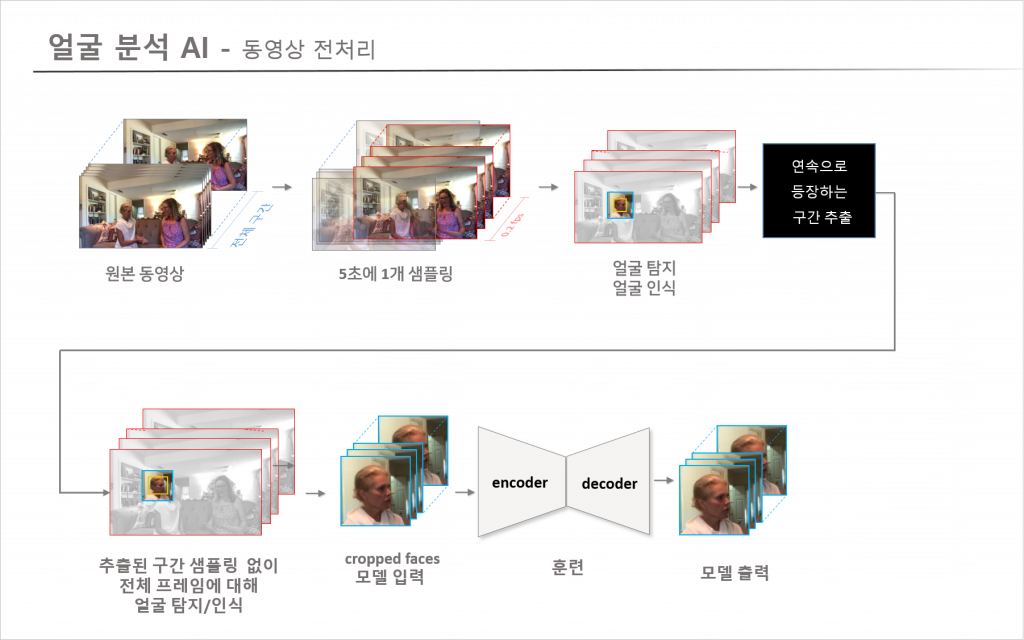 얼굴 분석 AI - 동영상 전처리
전체 구간
0.2 fps
연속으로
등장하는
구간 추출
원본 동영상
5초에 1개 샘플링
얼굴 탐지
얼굴 인식
encoder
decoder
추출된 구간 샘플링 없이
전체 프레임에 대해
얼굴 탐지/인식
cropped faces
모델 입력
훈련
모델 출력